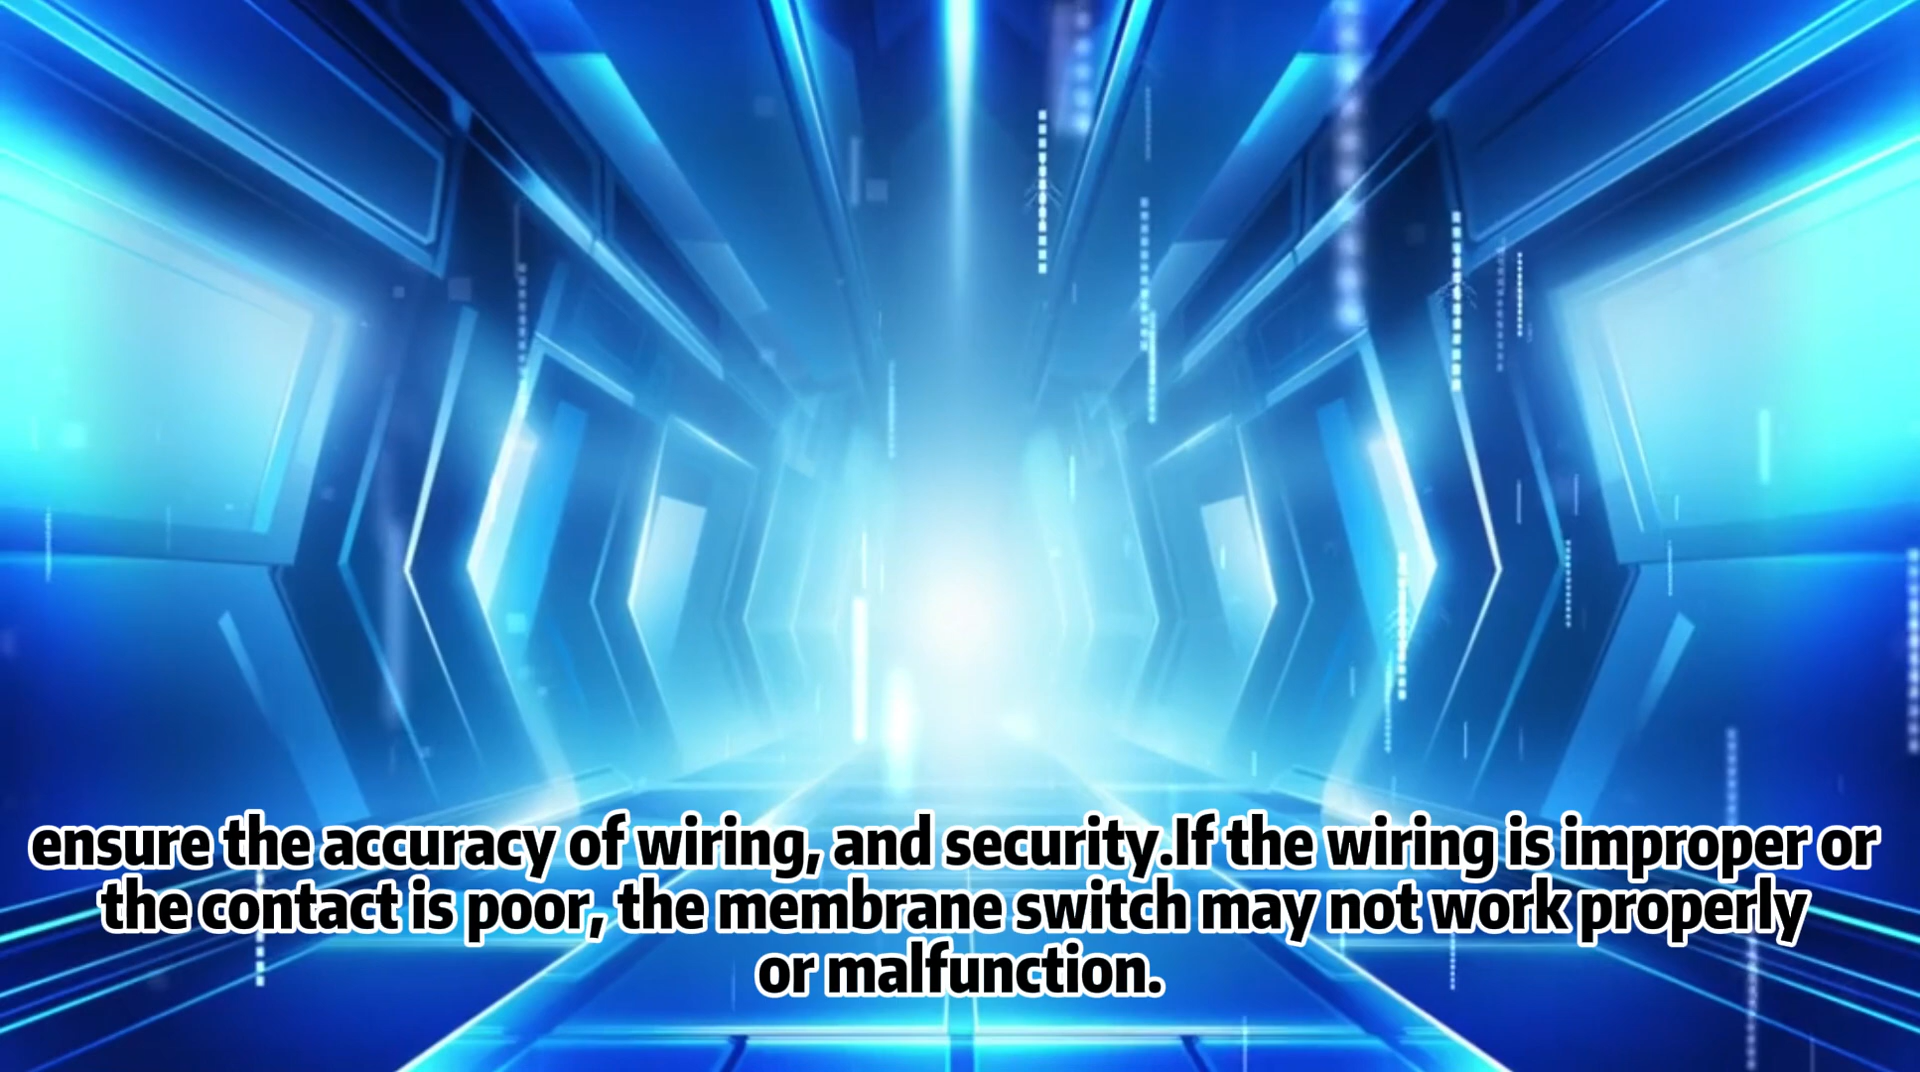 ensure the accuracy of wiring, and security.If the wiring is improper or
the contact is poor, the membrane switch may not work properly
or malfunction.